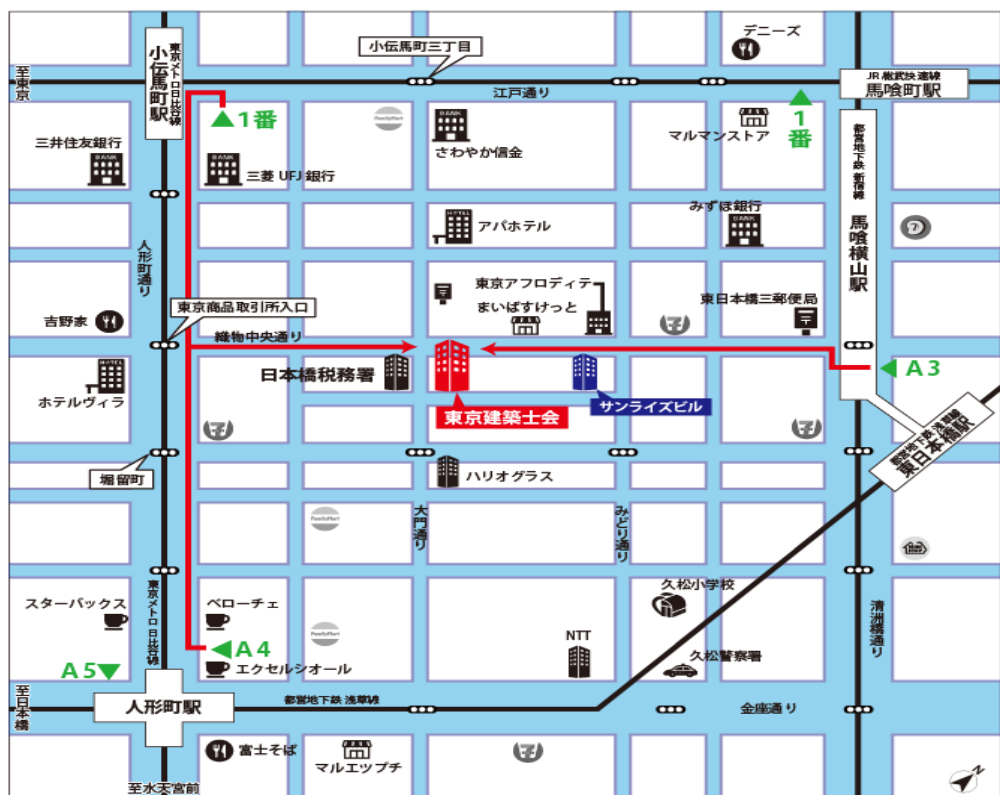 デニーズ
東京メトロ日比谷線
小伝馬町駅
小伝馬町三丁目
至東京
JR 総武快速線
馬喰町駅
江戸通り
1番
FamilyMart
BANK
さわやか信金
マルマンストア
1番
都営地下鉄 新宿線
馬喰横山駅
三井住友銀行
BANK
BANK
三菱 UFJ 銀行
みずほ銀行
BANK
HOTEL
アパホテル
人形町通り
東京アフロディテ
まいばすけっと
東日本橋三郵便局
東京商品取引所入口
吉野家
織物中央通り
日本橋税務署
東京建築士会
サンライズビル
A3
HOTEL
ホテルヴィラ
都営地下鉄 浅草線
東日本橋駅
堀留町
ハリオグラス
FamilyMart
大門通り
みどり通り
スターバックス
東京メトロ日比谷線
ベローチェ
FamilyMart
久松小学校
清洲橋通り
A4
エクセルシオール
NTT
久松警察署
A5
至日本橋
人形町駅
都営地下鉄 浅草線
金座通り
富士そば
マルエツプチ
至水天宮前
N